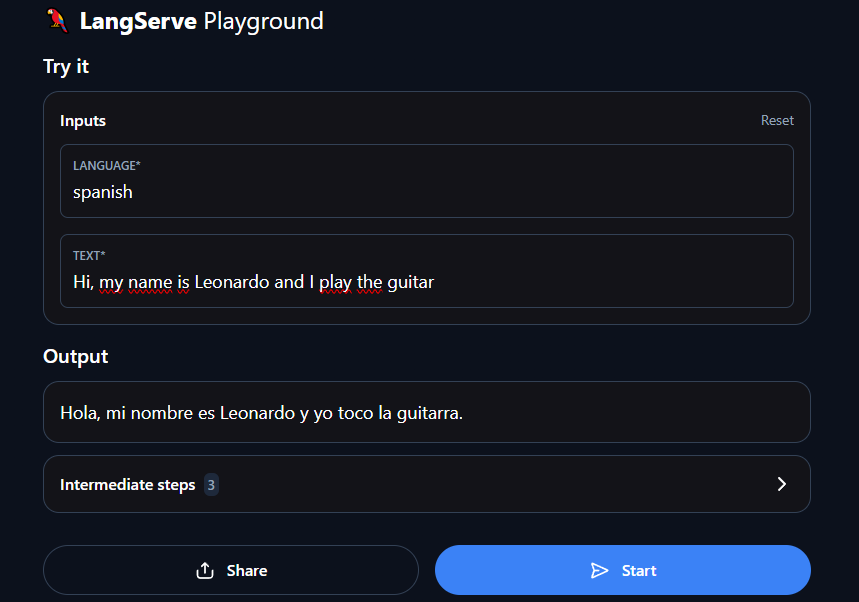 LangServe Playground
Try it
Inputs
Reset
LANGUAGE*
spanish
TEXT*
Hi, my name is Leonardo and I play the guitar
Output
Hola, mi nombre es Leonardo y yo toco la guitarra.
Intermediate steps 3
Share
Start